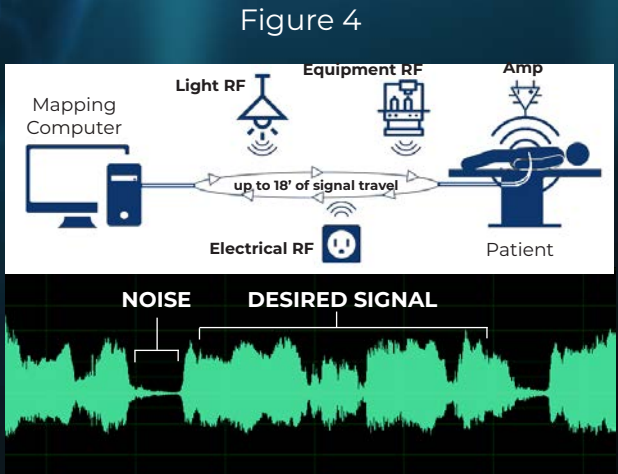 Figure 4
Light RF
Equipment RF
Amp
Mapping
Computer
up to 18' of signal travel
Electrical RF
Patient
NOISE
DESIRED SIGNAL